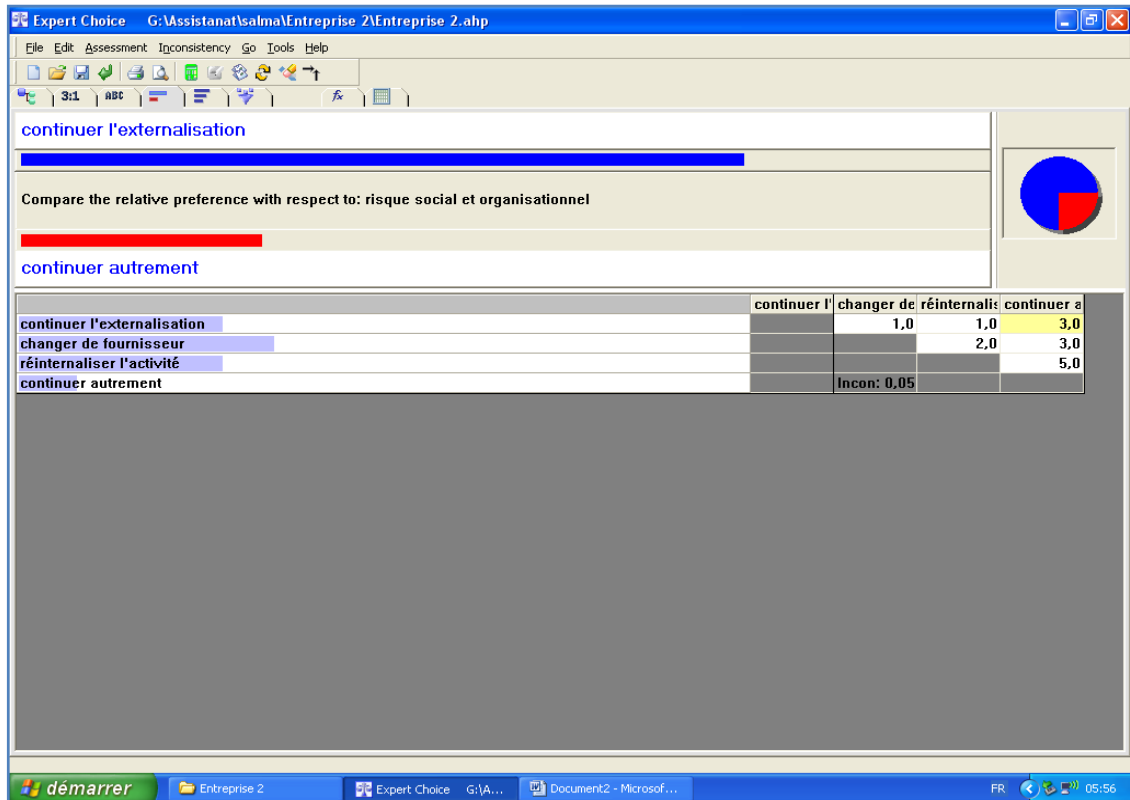 Expert Choice G:\Assistanat\salma\Entreprise 2\Entreprise 2.ahp
File Edit Assessment Inconsistency Go Tools Help
3:1 ABC fx
continuer l'externalisation
Compare the relative preference with respect to: risque social et organisationnel
continuer autrement
continuer l' changer de réinternalis continuer a
continuer l'externalisation 1,0 1,0 3,0
changer de fournisseur 2,0 3,0
réinternaliser l'activité 5,0
continuer autrement Incon: 0,05
démarrer Entreprise 2 Expert Choice G:\A... Document2 - Microsof... FR 05:56